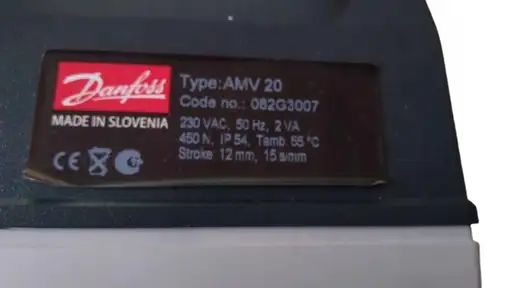 Danfoss
MADE IN SLOVENIA
Type:AMV 20
Code no.: 082G3007
230 VAC, 50 Hz, 2 VA
450 N, IP 54, Tamb. 55 °C
Stroke 12 mm, 15 s/mm
CE